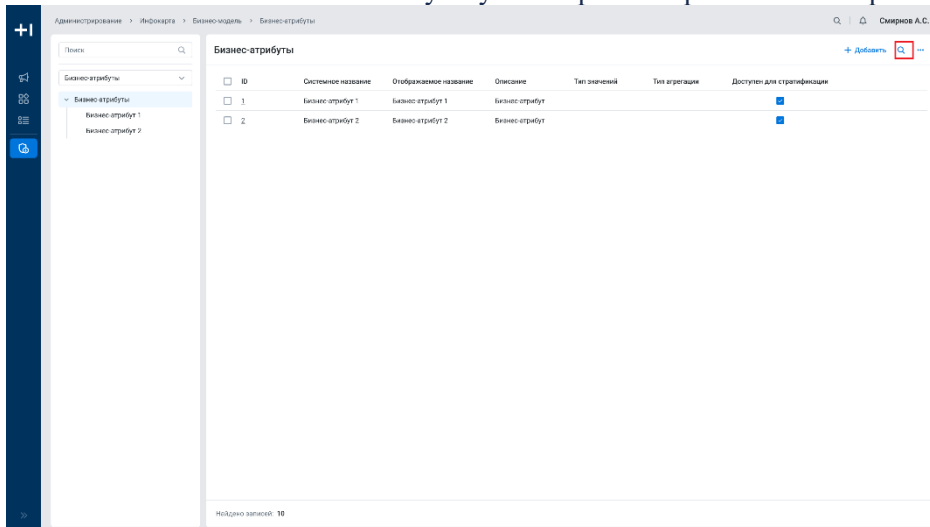 Администрирование > Инфокарта > Бизнес-модель > Бизнес-атрибуты
Смирнов А.С.
Поиск
Бизнес-атрибуты
Бизнес-атрибуты
Бизнес-атрибут 1
Бизнес-атрибут 2
Бизнес-атрибуты
+ Добавить
ID Системное название Отображаемое название Описание Тип значений Тип агрегации Доступен для стратификации
1 Бизнес-атрибут 1 Бизнес-атрибут 1 Бизнес-атрибут
2 Бизнес-атрибут 2 Бизнес-атрибут 2 Бизнес-атрибут
Найдено записей: 10